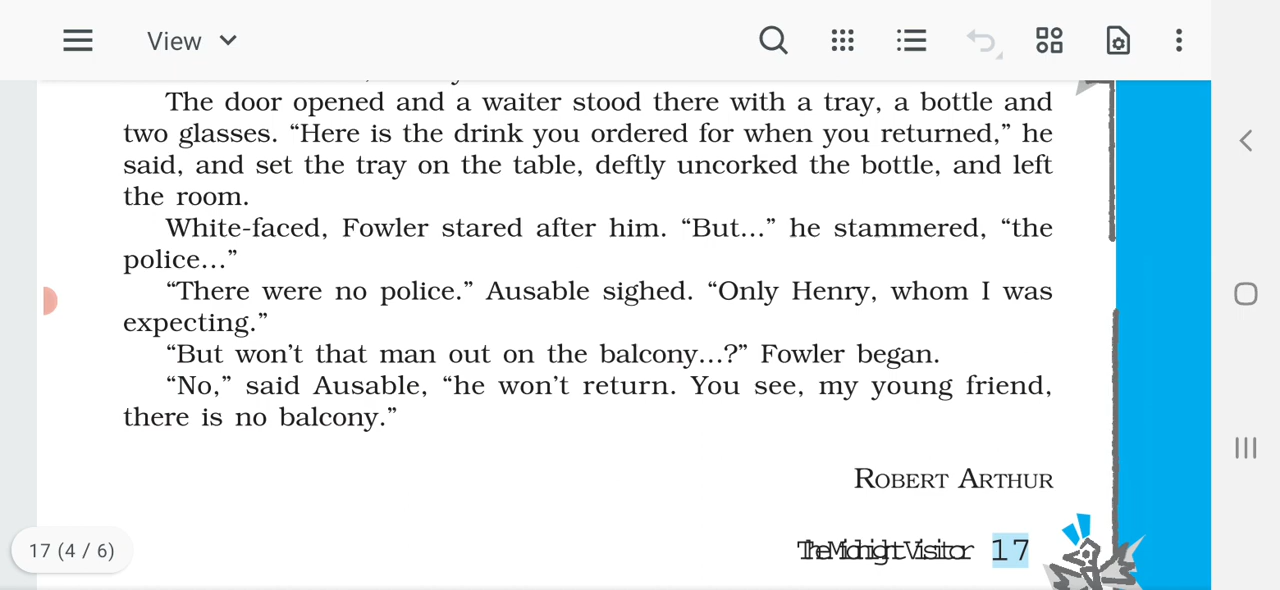 View
The door opened and a waiter stood there with a tray, a bottle and
two glasses. “Here is the drink you ordered for when you returned,” he
said, and set the tray on the table, deftly uncorked the bottle, and left
the room.
White-faced, Fowler stared after him. “But...” he stammered, “the
police...”
“There were no police.” Ausable sighed. “Only Henry, whom I was
expecting.”
“But won’t that man out on the balcony...?” Fowler began.
“No,” said Ausable, “he won’t return. You see, my young friend,
there is no balcony.”
ROBERT ARTHUR
17 (4 / 6)
The Midnight Visitor 17